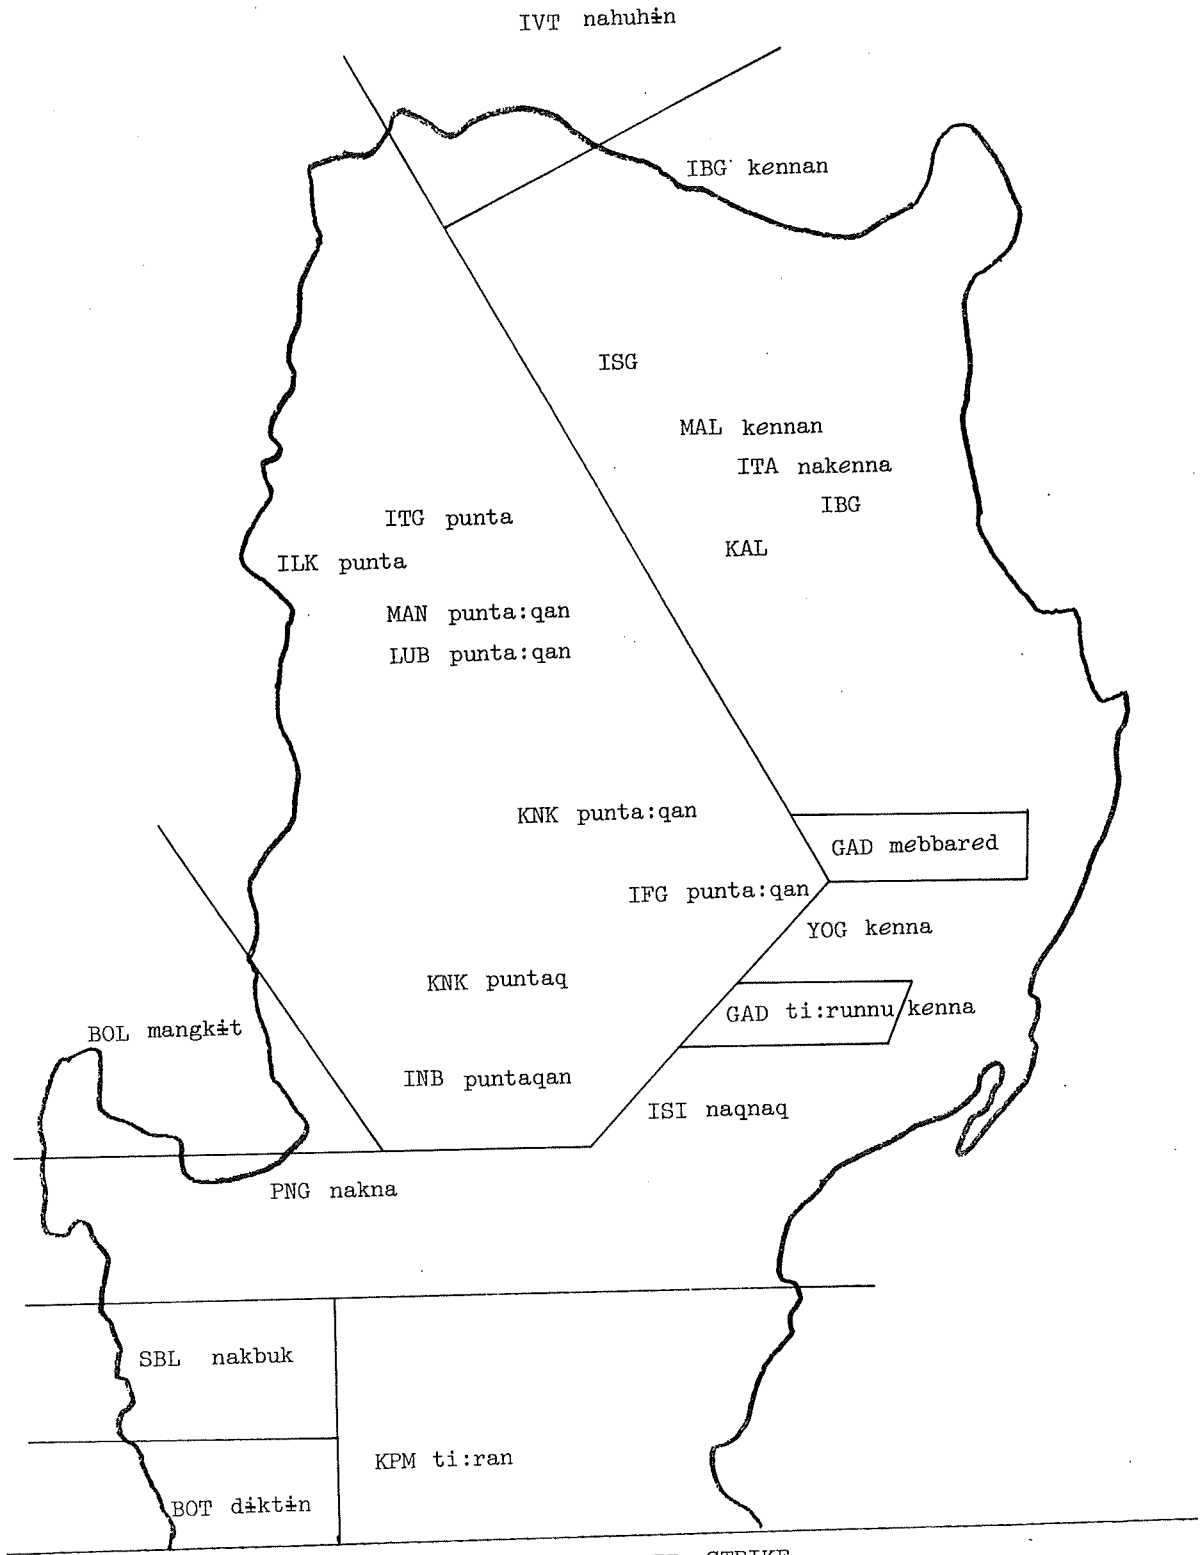 IVT nahuhɨn
IBG kennan
ISG
MAL kennan
ITA nakenna
IBG
ITG punta
KAL
ILK punta
MAN punta:qan
LUB punta:qan
KNK punta:qan
GAD mebbared
IFG punta:qan
YOG kenna
KNK puntaq
GAD ti:runnu/kenna
BOL mangkɨt
INB puntaqan
ISI naqnaq
PNG nakna
SBL nakbuk
KPM ti:ran
BOT dɨktɨn
STRIKE